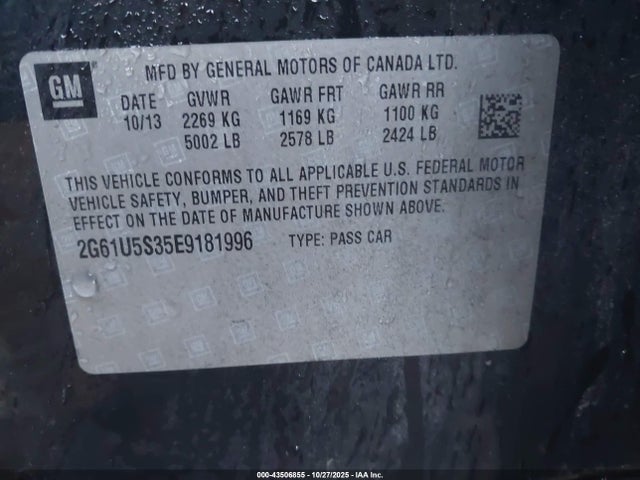 GM
MFD BY GENERAL MOTORS OF CANADA LTD.
DATE GVWR GAWR FRT GAWR RR
10/13 2269 KG 1169 KG 1100 KG
5002 LB 2578 LB 2424 LB
THIS VEHICLE CONFORMS TO ALL APPLICABLE U.S. FEDERAL MOTOR
VEHICLE SAFETY, BUMPER, AND THEFT PREVENTION STANDARDS IN
EFFECT ON THE DATE OF MANUFACTURE SHOWN ABOVE.
2G61U5S35E9181996 TYPE: PASS CAR
000-43506855 | 10/27/2025 | IAA Inc.